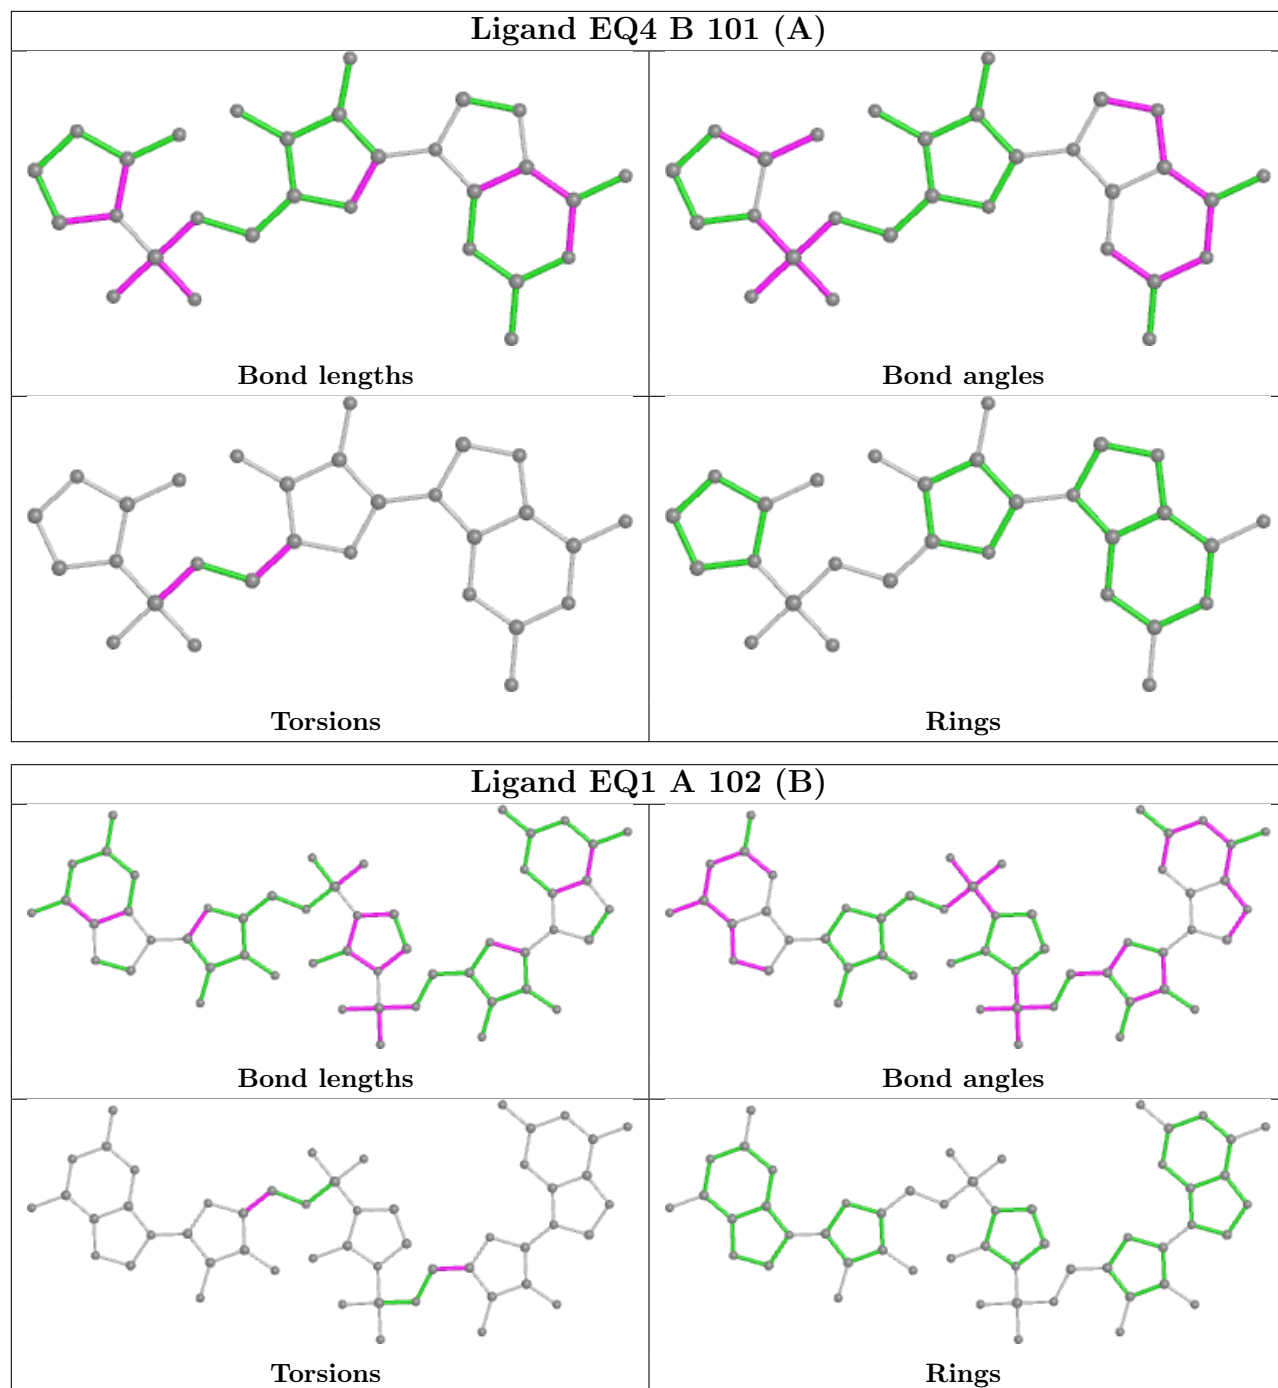 Ligand EQ4 B 101 (A)
Bond lengths
Bond angles
Torsions
Rings
Ligand EQ1 A 102 (B)
Bond lengths
Bond angles
Torsions
Rings